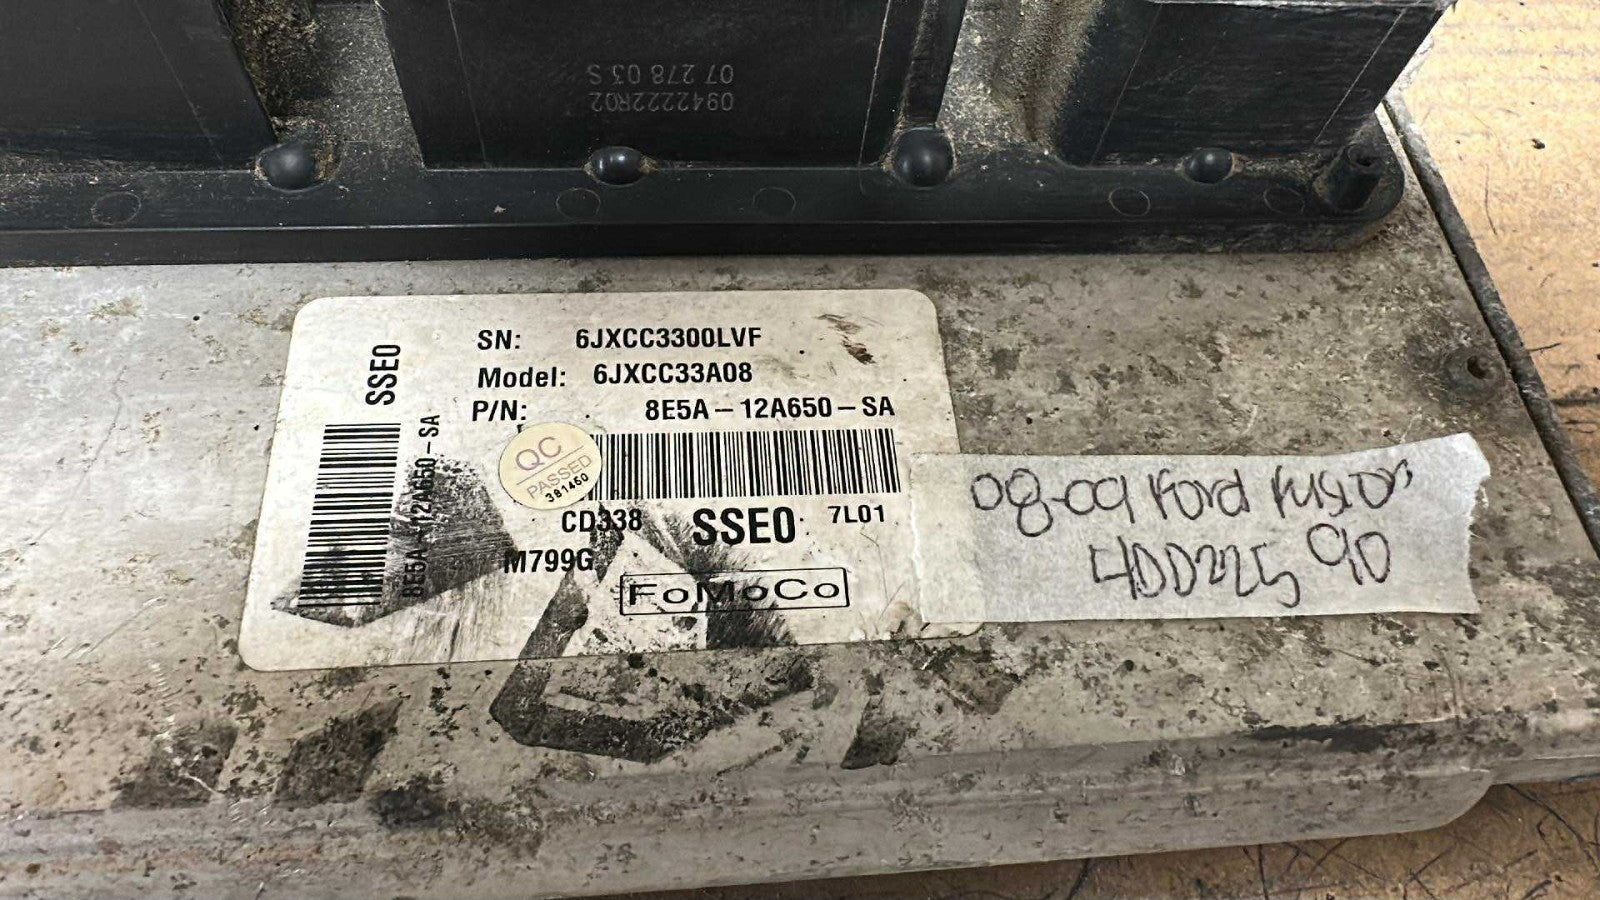 0942222R02
07 278 03 S
SN: 6JXCC3300LVF
Model: 6JXCC33A08
P/N: 8E5A-12A650-SA
SSE0
8E5A-12A650-SA
QC
PASSED
381450
CD338 SSE0 7L01
M799G
FoMoCo
08-09 Ford Fusion
4DD225 90